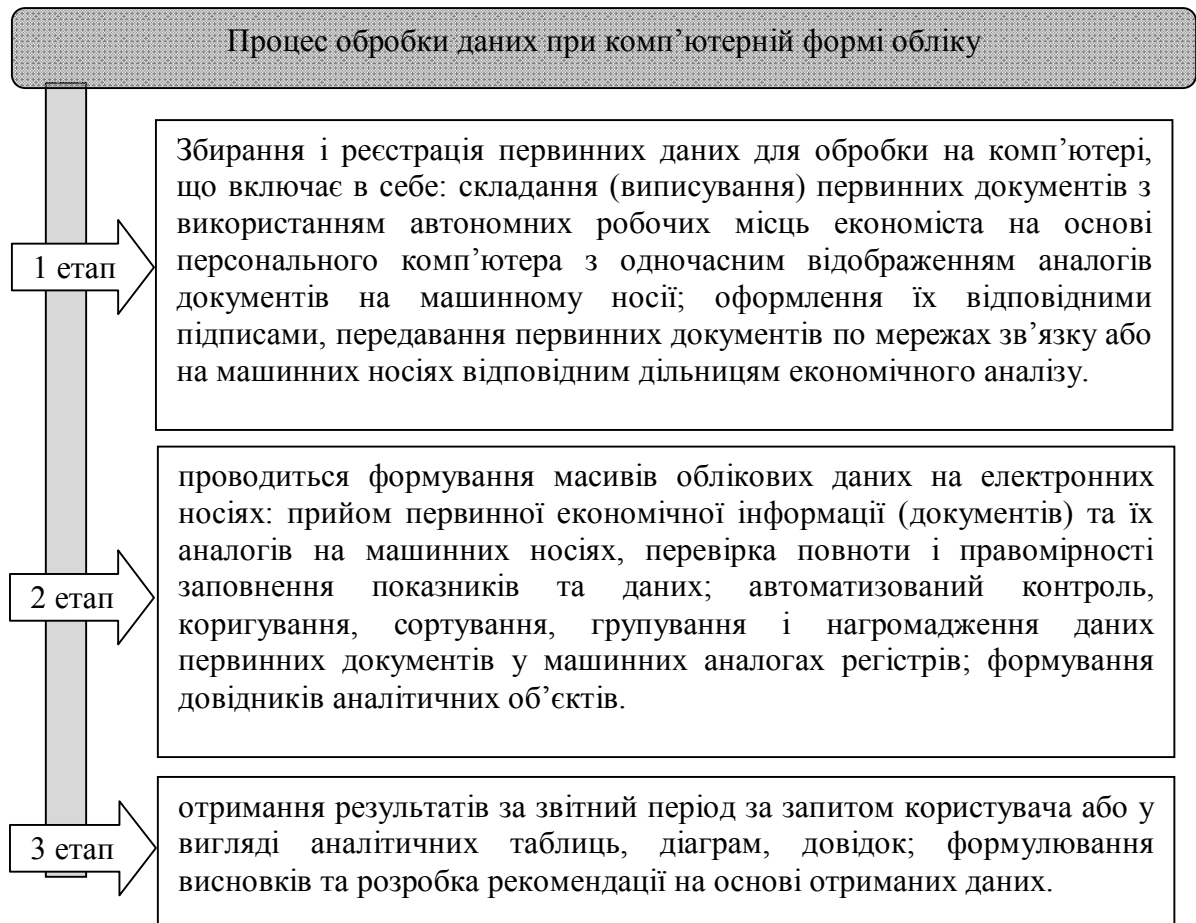 Процес обробки даних при комп’ютерній формі обліку
Збирання і реєстрація первинних даних для обробки на комп’ютері,
що включає в себе: складання (виписування) первинних документів з
використанням автономних робочих місць економіста на основі
1 етап
персонального комп’ютера з одночасним відображенням аналогів
документів на машинному носії; оформлення їх відповідними
підписами, передавання первинних документів по мережах зв’язку або
на машинних носіях відповідним дільницям економічного аналізу.
проводиться формування масивів облікових даних на електронних
носіях: прийом первинної економічної інформації (документів) та їх
аналогів на машинних носіях, перевірка повноти і правомірності
2 етап
заповнення показників та даних; автоматизований контроль,
коригування, сортування, групування і нагромадження даних
первинних документів у машинних аналогах регістрів; формування
довідників аналітичних об’єктів.
отримання результатів за звітний період за запитом користувача або у
3 етап
вигляді аналітичних таблиць, діаграм, довідок; формулювання
висновків та розробка рекомендації на основі отриманих даних.